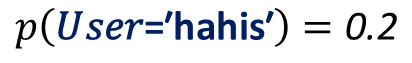 p(User='hahis') = 0.2